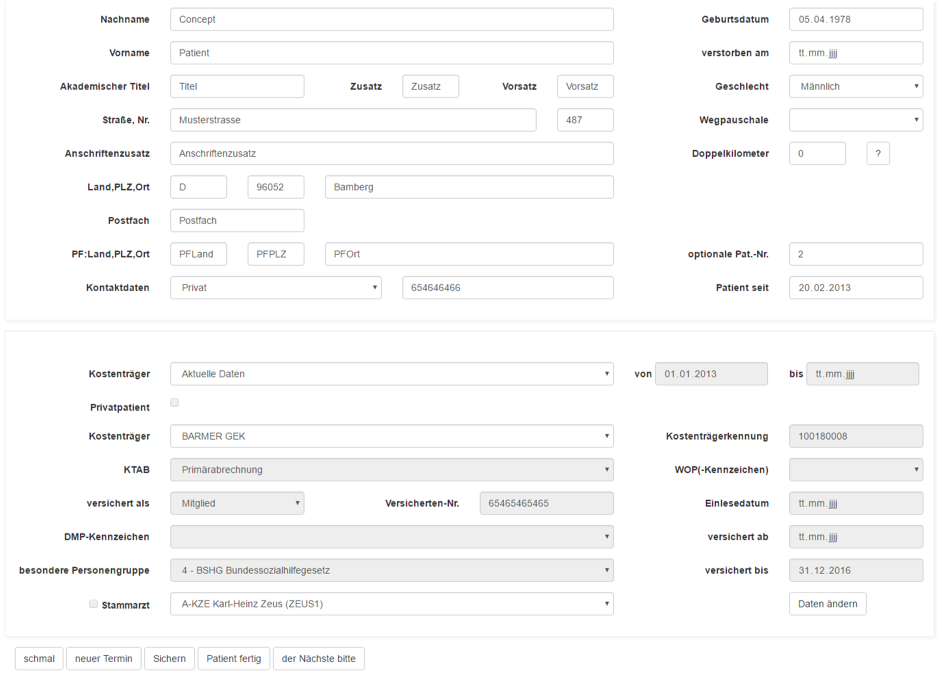 Nachname Concept Geburtsdatum 05.04.1978
Vorname Patient verstorben am tt.mm.jjjj
Akademischer Titel Titel Zusatz Zusatz Vorsatz Vorsatz Geschlecht Männlich
Straße, Nr. Musterstrasse 487 Wegpauschale
Anschriftenzusatz Anschriftenzusatz Doppelkilometer 0 ?
Land,PLZ,Ort D 96052 Bamberg
Postfach Postfach
PF:Land,PLZ,Ort PFLand PFPLZ PFOrt optionale Pat.-Nr. 2
Kontaktdaten Privat 654646466 Patient seit 20.02.2013
Kostenträger Aktuelle Daten von 01.01.2013 bis tt.mm.jjjj
Privatpatient
Kostenträger BARMER GEK Kostenträgerkennung 100180008
KTAB Primärabrechnung WOP(-Kennzeichen)
versichert als Mitglied Versicherten-Nr. 65465465465 Einlesedatum tt.mm.jjjj
DMP-Kennzeichen versichert ab tt.mm.jjjj
besondere Personengruppe 4 - BSHG Bundessozialhilfegesetz versichert bis 31.12.2016
Stammarzt A-KZE Karl-Heinz Zeus (ZEUS1) Daten ändern
schmal neuer Termin Sichern Patient fertig der Nächste bitte